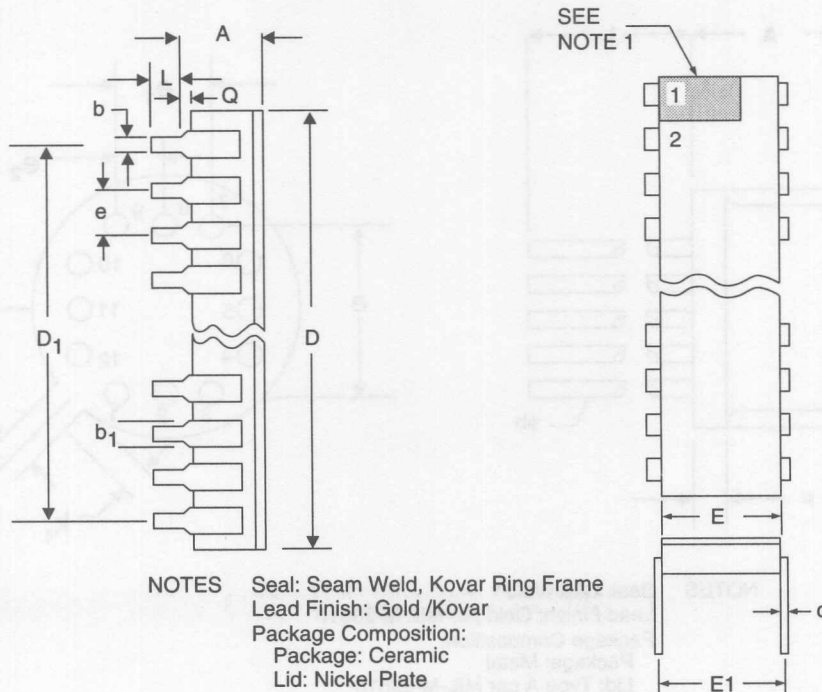 SEE
NOTE 1
A
L
Q
b
e
D1
D
b1
1
2
E
c
E1
NOTES Seal: Seam Weld, Kovar Ring Frame
Lead Finish: Gold /Kovar
Package Composition:
Package: Ceramic
Lid: Nickel Plate